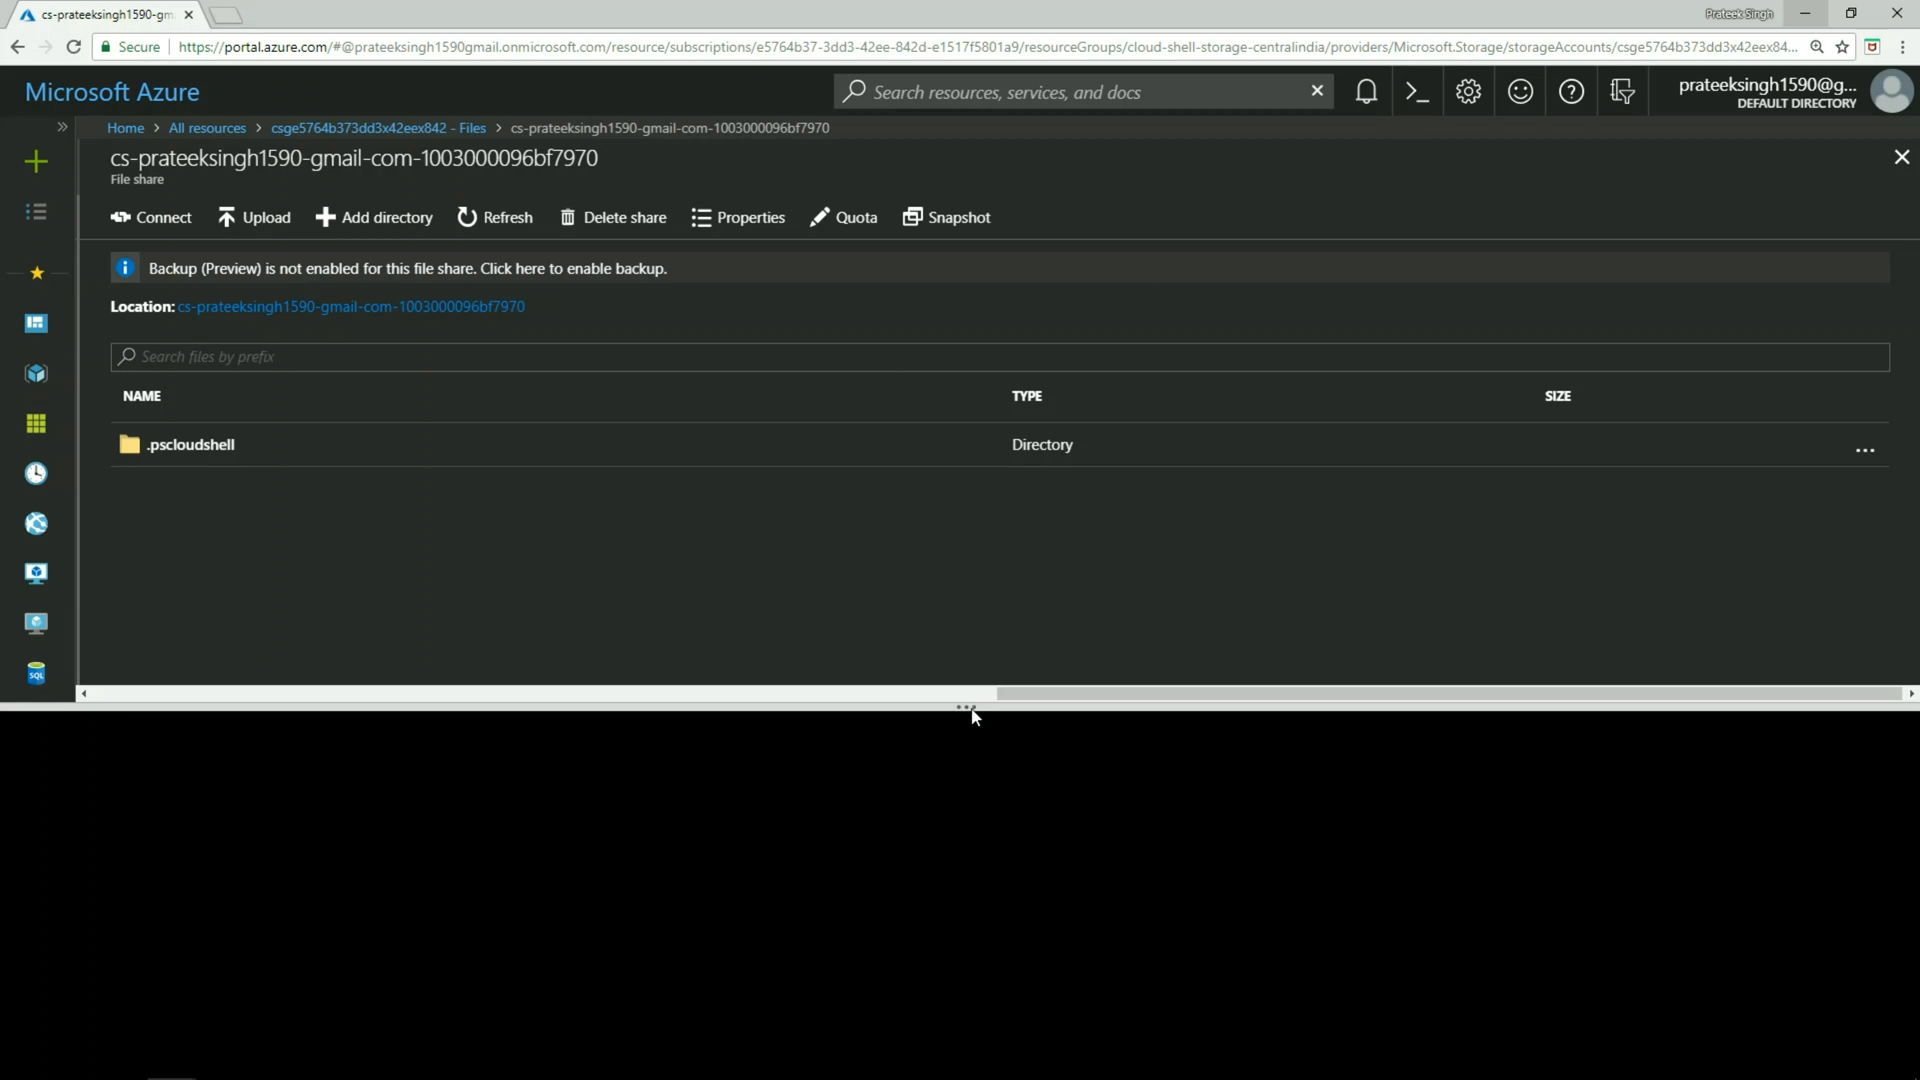 cs-prateeksingh1590-gm
Prateek Singh
Secure
https://portal.azure.com/#@prateeksingh1590gmail.onmicrosoft.com/resource/subscriptions/e5764b37-3dd3-42ee-842d-e1517f5801a9/resourceGroups/cloud-shell-storage-centralindia/providers/Microsoft.Storage/storageAccounts/csge5764b373dd3x42eex84...
Microsoft Azure
Search resources, services, and docs
prateeksingh1590@g...
DEFAULT DIRECTORY
Home > All resources > csge5764b373dd3x42eex842 - Files > cs-prateeksingh1590-gmail-com-1003000096bf7970
cs-prateeksingh1590-gmail-com-1003000096bf7970
File share
Connect Upload Add directory Refresh Delete share Properties Quota Snapshot
Backup (Preview) is not enabled for this file share. Click here to enable backup.
Location: cs-prateeksingh1590-gmail-com-1003000096bf7970
Search files by prefix
NAME TYPE SIZE
.pscloudshell Directory ...
SQL